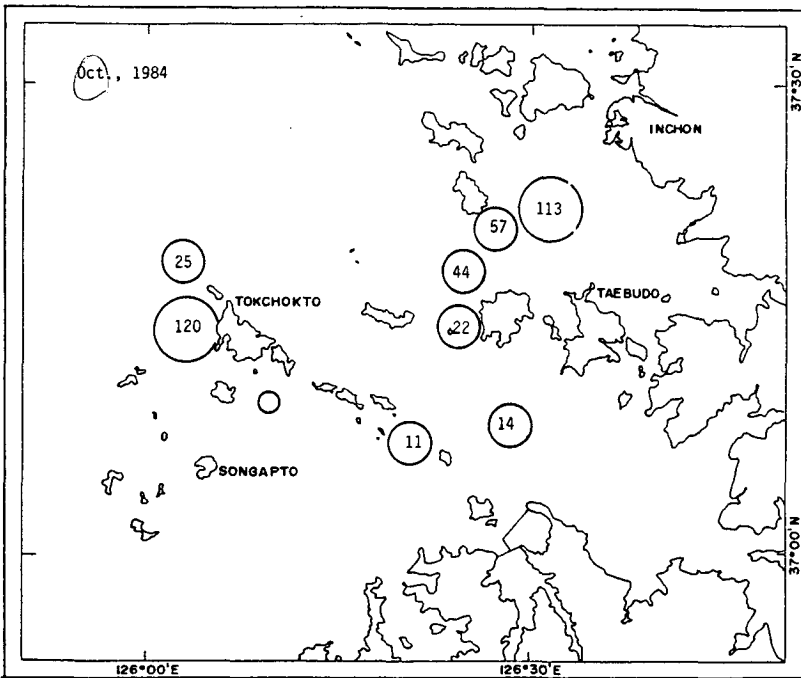 Oct., 1984
37°30'N
INCHON
113
57
25
44
TAEBUDO
TOKCHOKTO
120
22
14
11
SONGAPTO
37°00'N
126°00'E
126°30'E